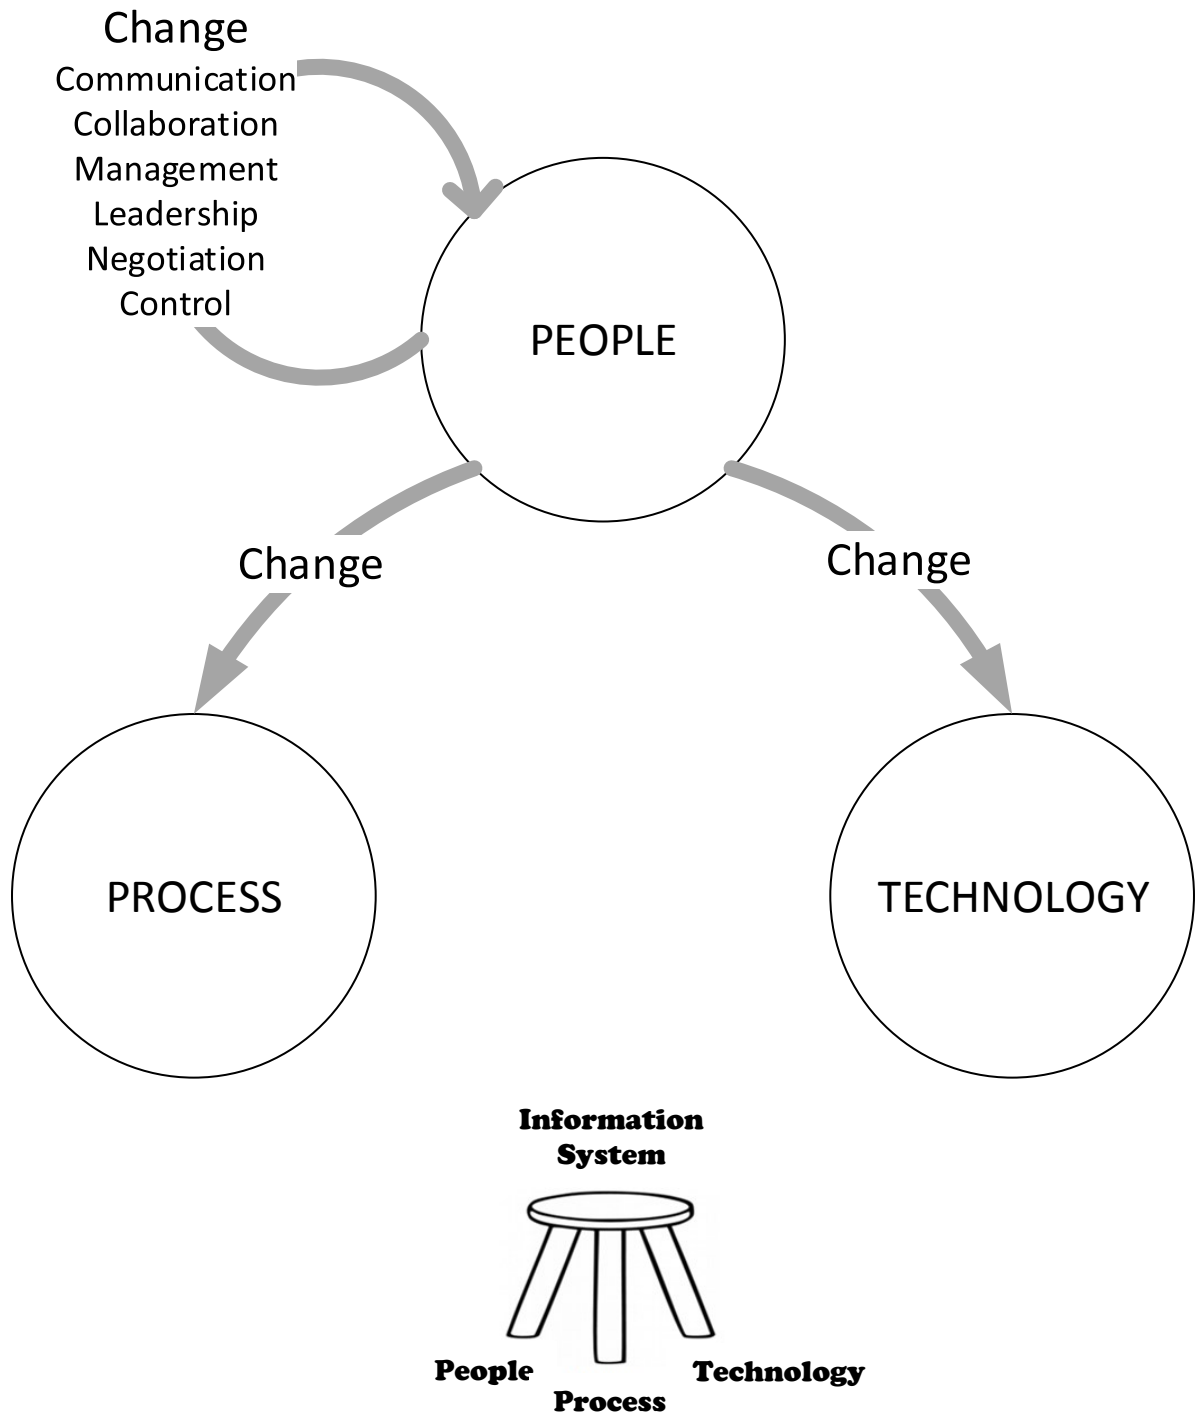 Change
Communication
Collaboration
Management
Leadership
Negotiation
Control
PEOPLE
Change
Change
PROCESS
TECHNOLOGY
Information
System
People
Technology
Process